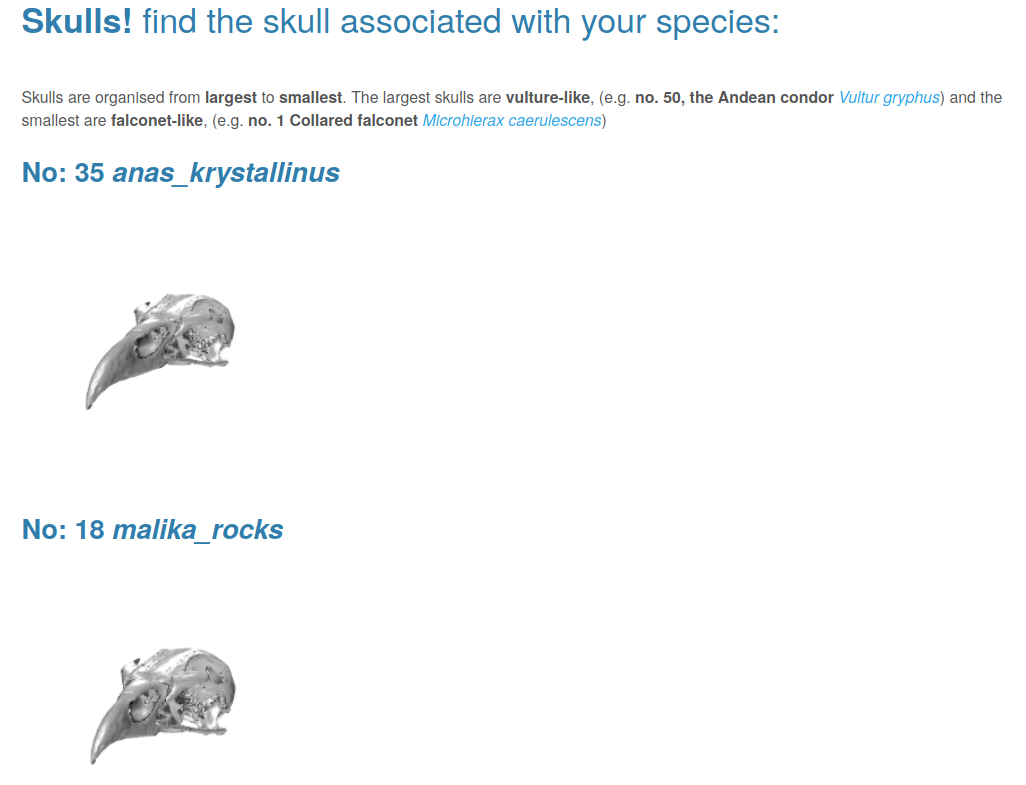 Skulls! find the skull associated with your species:
Skulls are organised from largest to smallest. The largest skulls are vulture-like, (e.g. no. 50, the Andean condor Vultur gryphus) and the
smallest are falconet-like, (e.g. no. 1 Collared falconet Microhierax caerulescens)
No: 35 anas_krystallinus
No: 18 malika_rocks